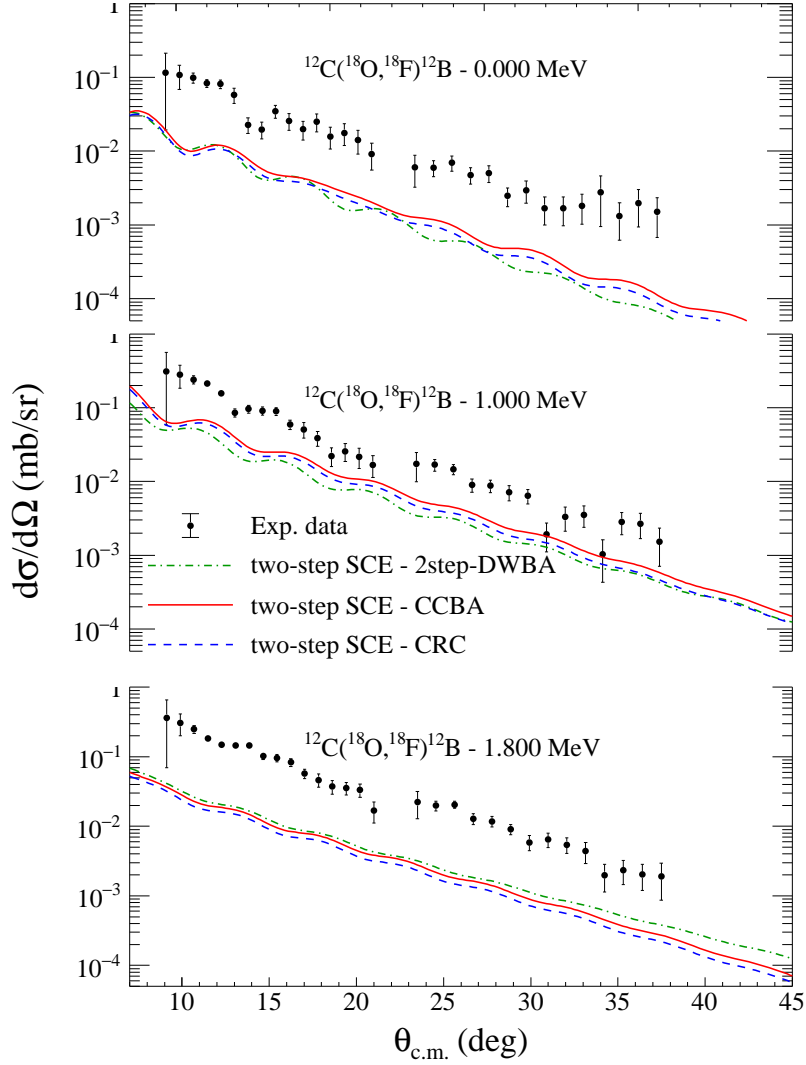 1
10⁻¹
10⁻²
10⁻³
10⁻⁴
¹²C(¹⁸O,¹⁸F)¹²B - 0.000 MeV
1
10⁻¹
10⁻²
10⁻³
10⁻⁴
¹²C(¹⁸O,¹⁸F)¹²B - 1.000 MeV
Exp. data
two-step SCE - 2step-DWBA
two-step SCE - CCBA
two-step SCE - CRC
dσ/dΩ (mb/sr)
1
10⁻¹
10⁻²
10⁻³
10⁻⁴
¹²C(¹⁸O,¹⁸F)¹²B - 1.800 MeV
10 15 20 25 30 35 40 45
θc.m. (deg)